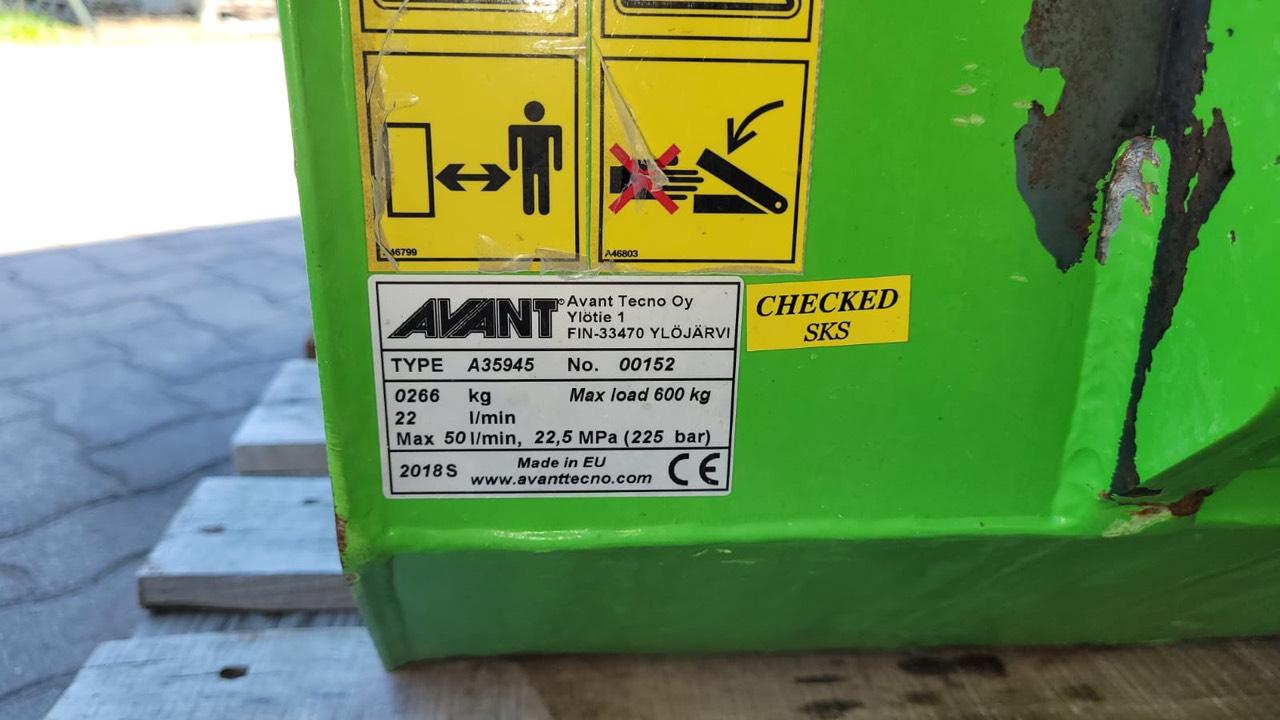 46799
A46803
AVANT® Avant Tecno Oy
Ylötie 1
FIN-33470 YLÖJÄRVI
TYPE A35945 No. 00152
0266 kg Max load 600 kg
22 l/min
Max 50 l/min, 22,5 MPa (225 bar)
2018 S Made in EU CE
www.avanttecno.com
CHECKED
SKS